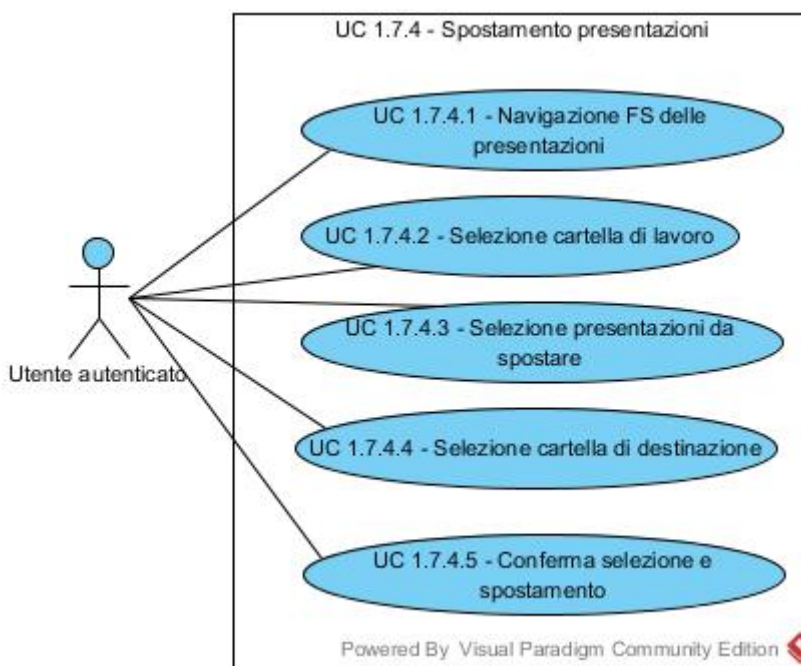 UC 1.7.4 - Spostamento presentazioni
UC 1.7.4.1 - Navigazione FS delle
presentazioni
UC 1.7.4.2 - Selezione cartella di lavoro
UC 1.7.4.3 - Selezione presentazioni da
spostare
Utente autenticato
UC 1.7.4.4 - Selezione cartella di destinazione
UC 1.7.4.5 - Conferma selezione e
spostamento
Powered By Visual Paradigm Community Edition